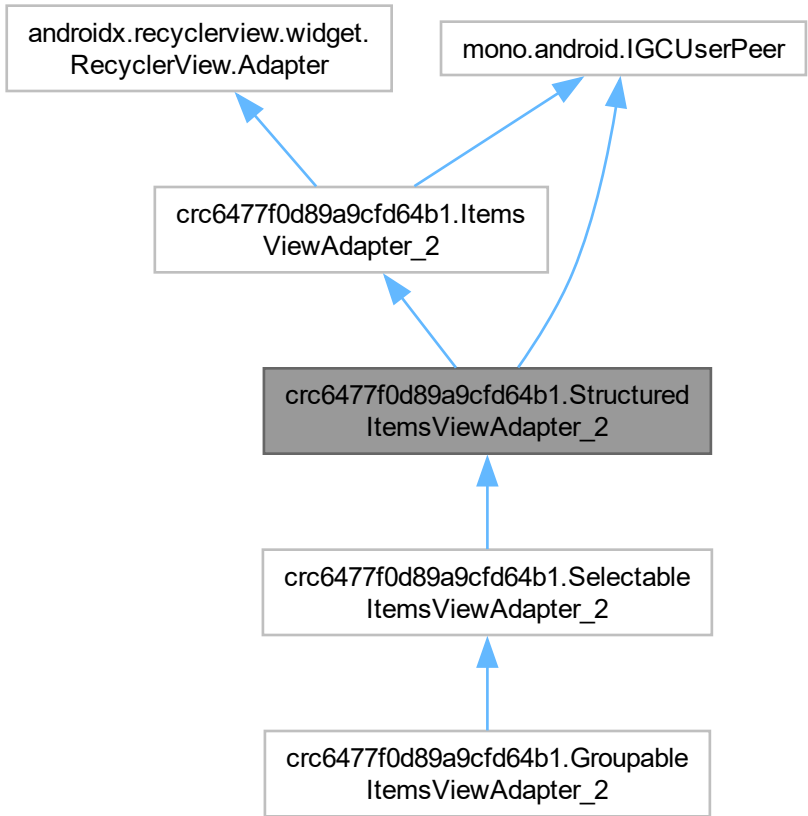 androidx.recyclerview.widget.
RecyclerView.Adapter
mono.android.IGCUserPeer
crc6477f0d89a9cfd64b1.Items
ViewAdapter_2
crc6477f0d89a9cfd64b1.Structured
ItemsViewAdapter_2
crc6477f0d89a9cfd64b1.Selectable
ItemsViewAdapter_2
crc6477f0d89a9cfd64b1.Groupable
ItemsViewAdapter_2